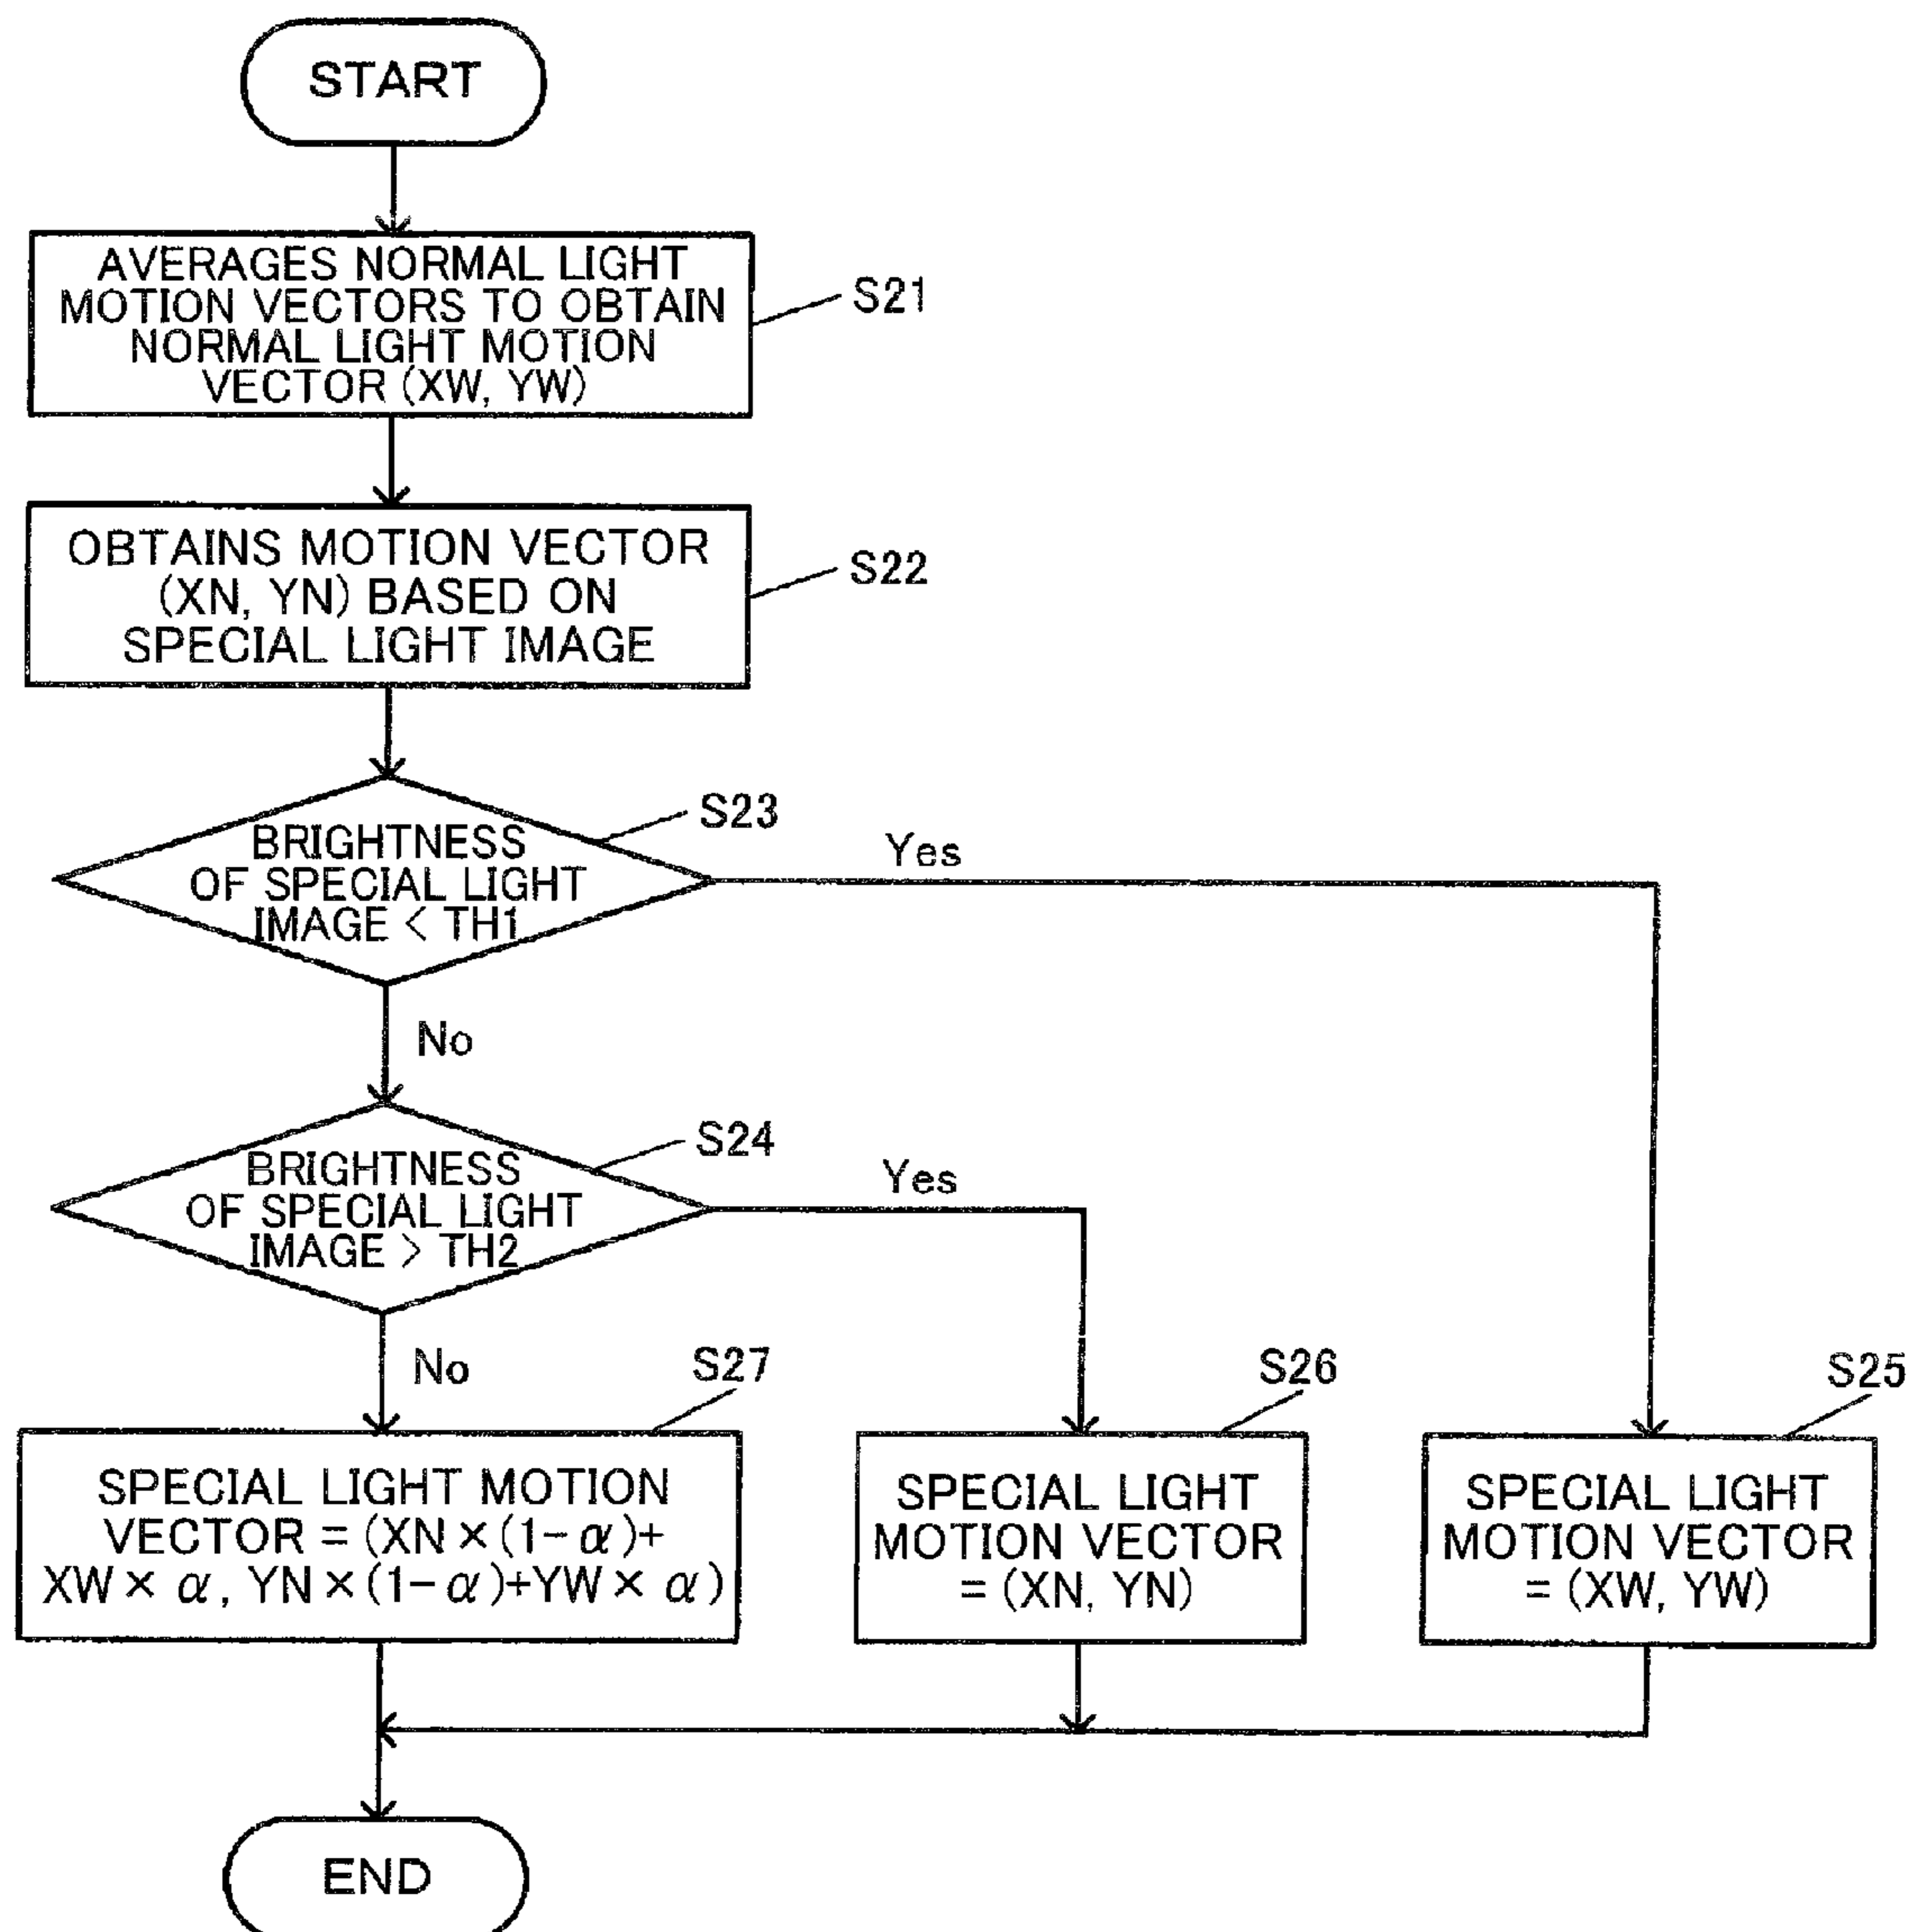 START
AVERAGES NORMAL LIGHT
MOTION VECTORS TO OBTAIN
NORMAL LIGHT MOTION
VECTOR (XW, YW)
S21
OBTAINS MOTION VECTOR
(XN, YN) BASED ON
SPECIAL LIGHT IMAGE
S22
S23
BRIGHTNESS
OF SPECIAL LIGHT
IMAGE < TH1
Yes
No
S24
BRIGHTNESS
OF SPECIAL LIGHT
IMAGE > TH2
Yes
No
S27
SPECIAL LIGHT MOTION
VECTOR = (XN × (1-α)+
XW × α, YN × (1-α)+YW × α)
S26
SPECIAL LIGHT
MOTION VECTOR
= (XN, YN)
S25
SPECIAL LIGHT
MOTION VECTOR
= (XW, YW)
END